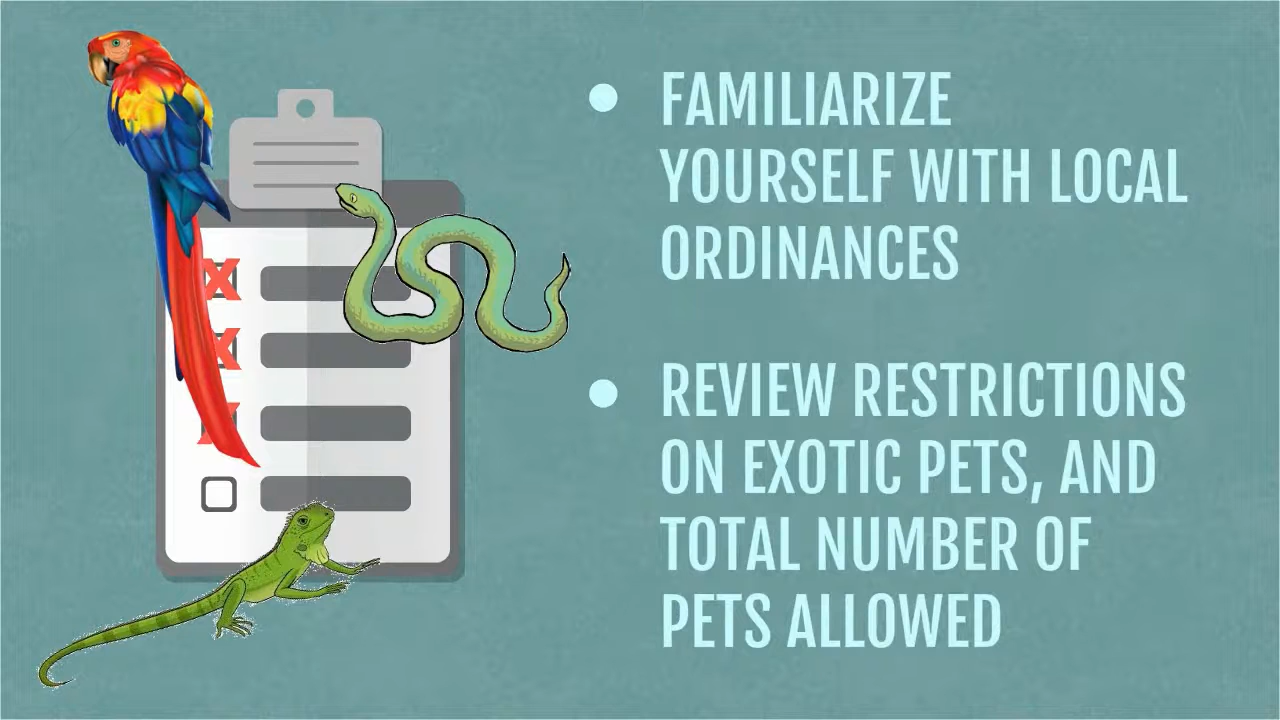 • FAMILIARIZE
YOURSELF WITH LOCAL
ORDINANCES
• REVIEW RESTRICTIONS
ON EXOTIC PETS, AND
TOTAL NUMBER OF
PETS ALLOWED